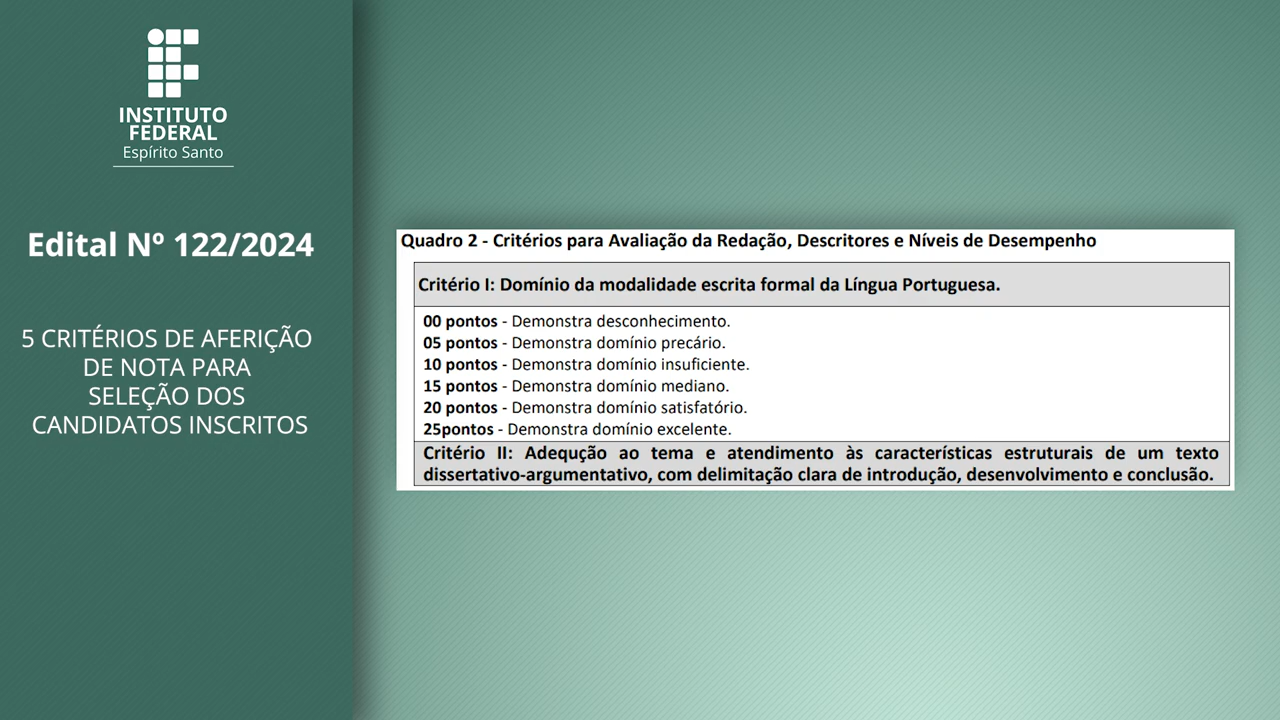 INSTITUTO
FEDERAL
Espírito Santo
Edital Nº 122/2024
5 CRITÉRIOS DE AFERIÇÃO
DE NOTA PARA
SELEÇÃO DOS
CANDIDATOS INSCRITOS
Quadro 2 - Critérios para Avaliação da Redação, Descritores e Níveis de Desempenho
Critério I: Domínio da modalidade escrita formal da Língua Portuguesa.
00 pontos - Demonstra desconhecimento.
05 pontos - Demonstra domínio precário.
10 pontos - Demonstra domínio insuficiente.
15 pontos - Demonstra domínio mediano.
20 pontos - Demonstra domínio satisfatório.
25pontos - Demonstra domínio excelente.
Critério II: Adequção ao tema e atendimento às características estruturais de um texto
dissertativo-argumentativo, com delimitação clara de introdução, desenvolvimento e conclusão.